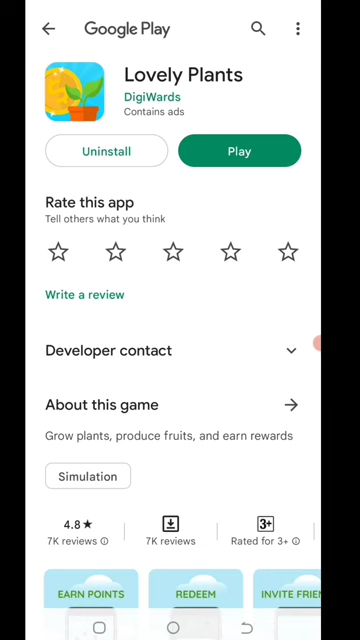 Google Play
Lovely Plants
DigiWards
Contains ads
Uninstall
Play
Rate this app
Tell others what you think
Write a review
Developer contact
About this game
Grow plants, produce fruits, and earn rewards
Simulation
4.8★
7K reviews
7K reviews
3+
Rated for 3+
EARN POINTS
REDEEM
INVITE FRIEN